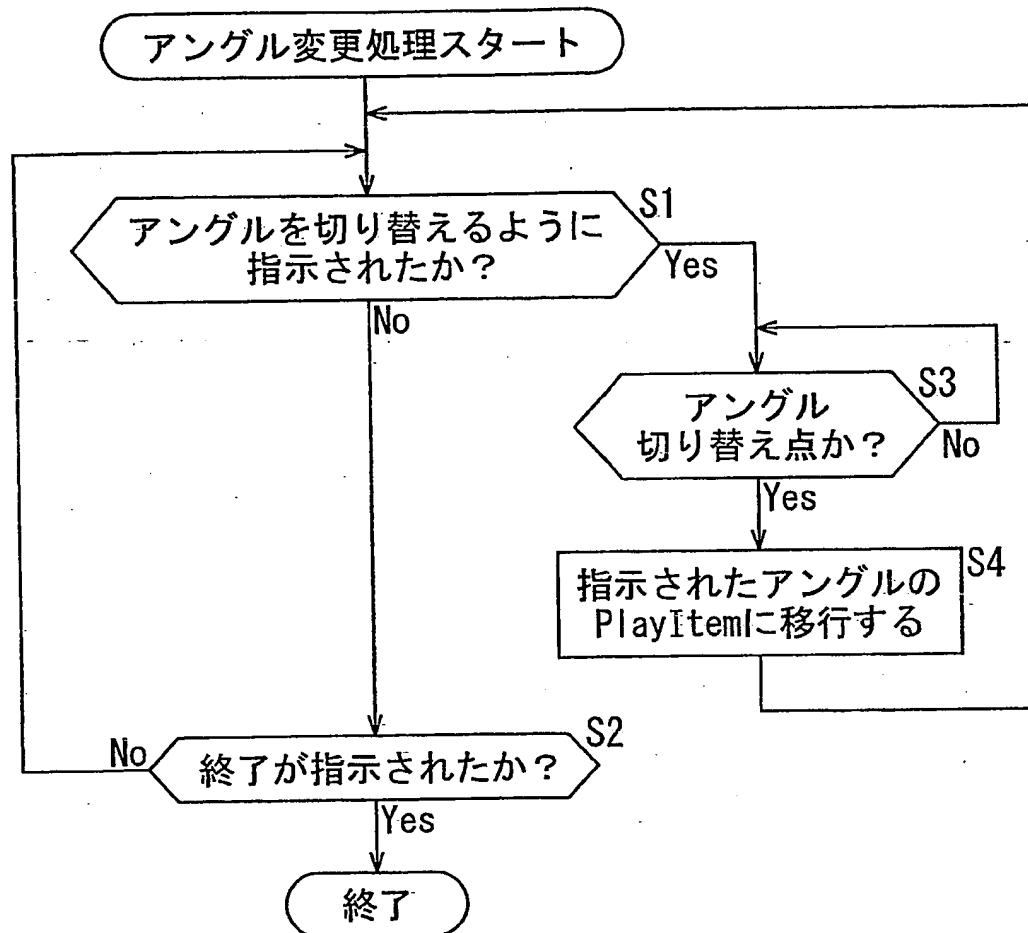 アングル変更処理スタート
アングルを切り替えるように
指示されたか?
S1
Yes
No
アングル
切り替え点か?
S3
No
Yes
指示されたアングルの
PlayItemに移行する
S4
終了が指示されたか?
S2
No
Yes
終了